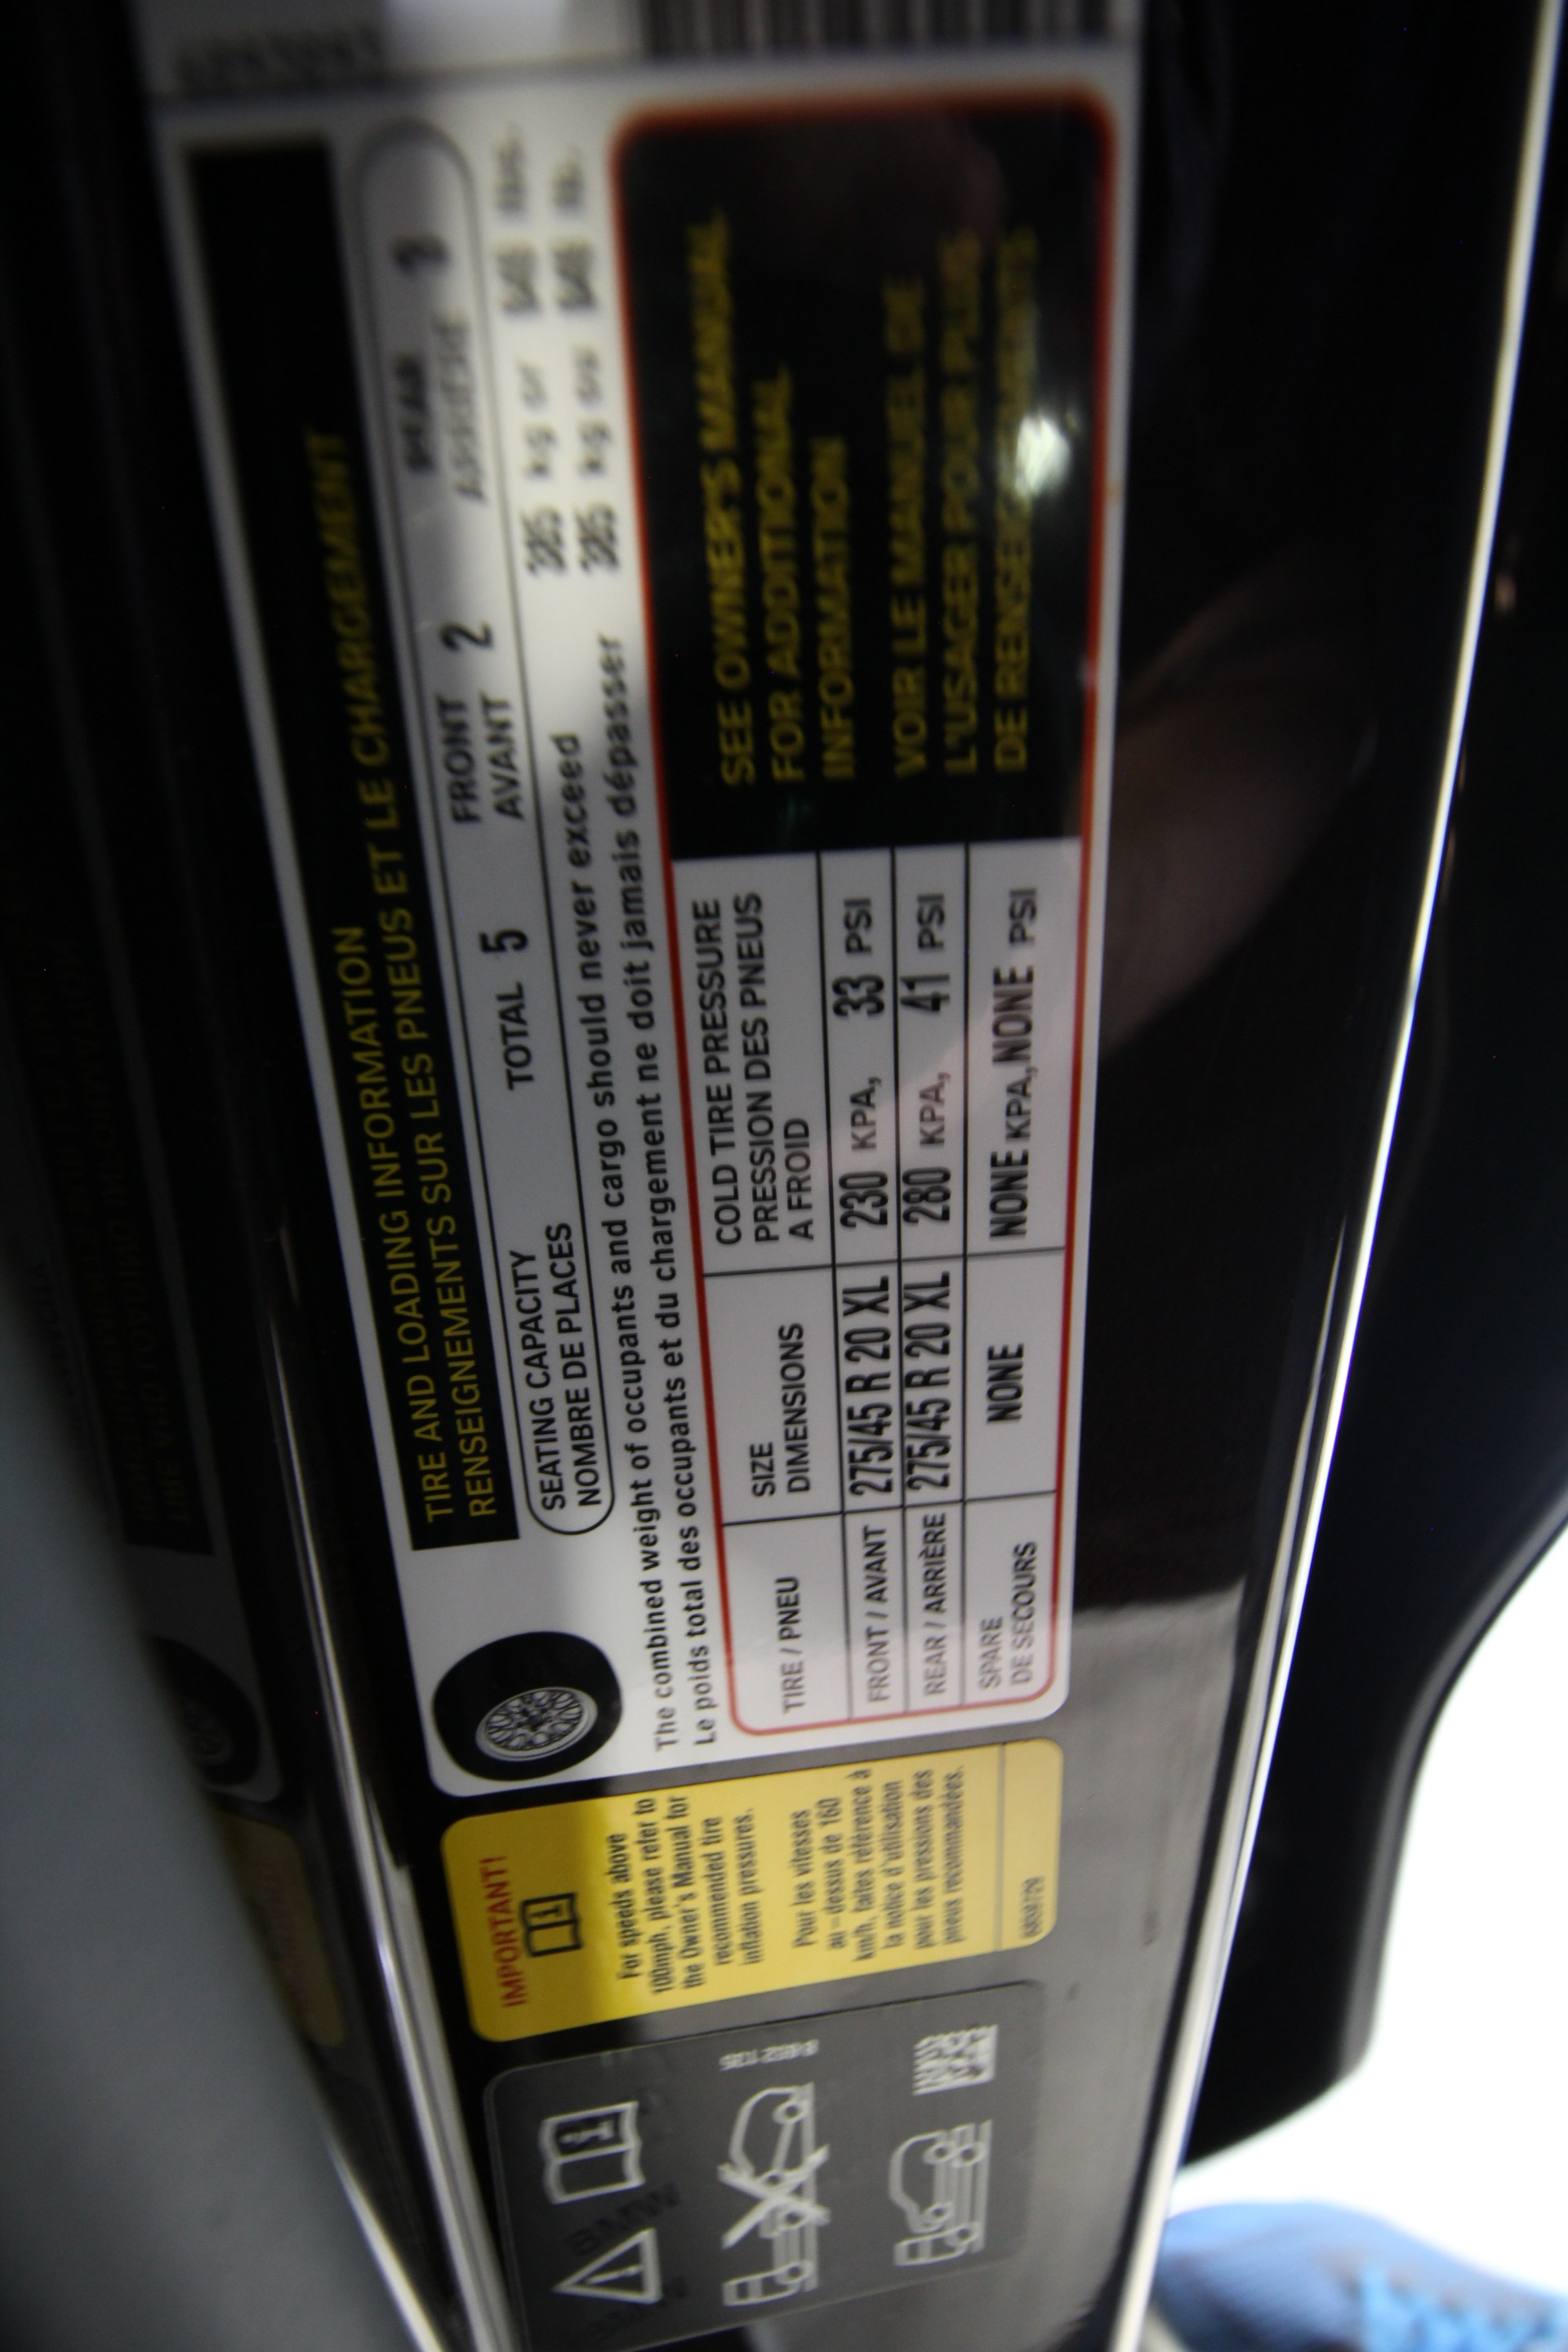 TIRE AND LOADING INFORMATION
RENSEIGNEMENTS SUR LES PNEUS ET LE CHARGEMENT
SEATING CAPACITY TOTAL 5 FRONT 2 REAR 3
NOMBRE DE PLACES AVANT ARRIÈRE
The combined weight of occupants and cargo should never exceed 385 kg or lbs.
Le poids total des occupants et du chargement ne doit jamais dépasser 385 kg ou lb.
TIRE / PNEU
SIZE
DIMENSIONS
COLD TIRE PRESSURE
PRESSION DES PNEUS
A FROID
FRONT / AVANT 275/45 R 20 XL 230 KPA, 33 PSI
REAR / ARRIÈRE 275/45 R 20 XL 280 KPA, 41 PSI
SPARE
DE SECOURS NONE NONE KPA, NONE PSI
SEE OWNER'S MANUAL
FOR ADDITIONAL
INFORMATION
VOIR LE MANUEL DE
L'USAGER POUR PLUS
DE RENSEIGNEMENTS
IMPORTANT!
For speeds above
100mph, please refer to
the Owner's Manual for
recommended tire
inflation pressures.
Pour les vitesses
au-dessus de 160
km/h, faites référence à
la notice d'utilisation
pour les pressions des
pneus recommandées.
BMW